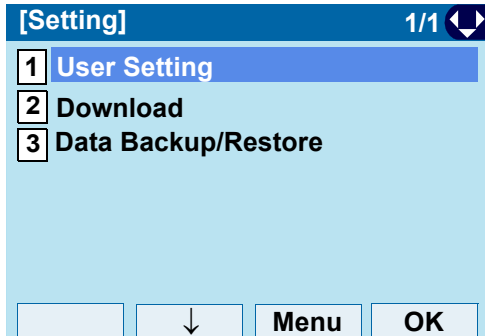 [Setting] 1/1
1 User Setting
2 Download
3 Data Backup/Restore
↓ Menu OK